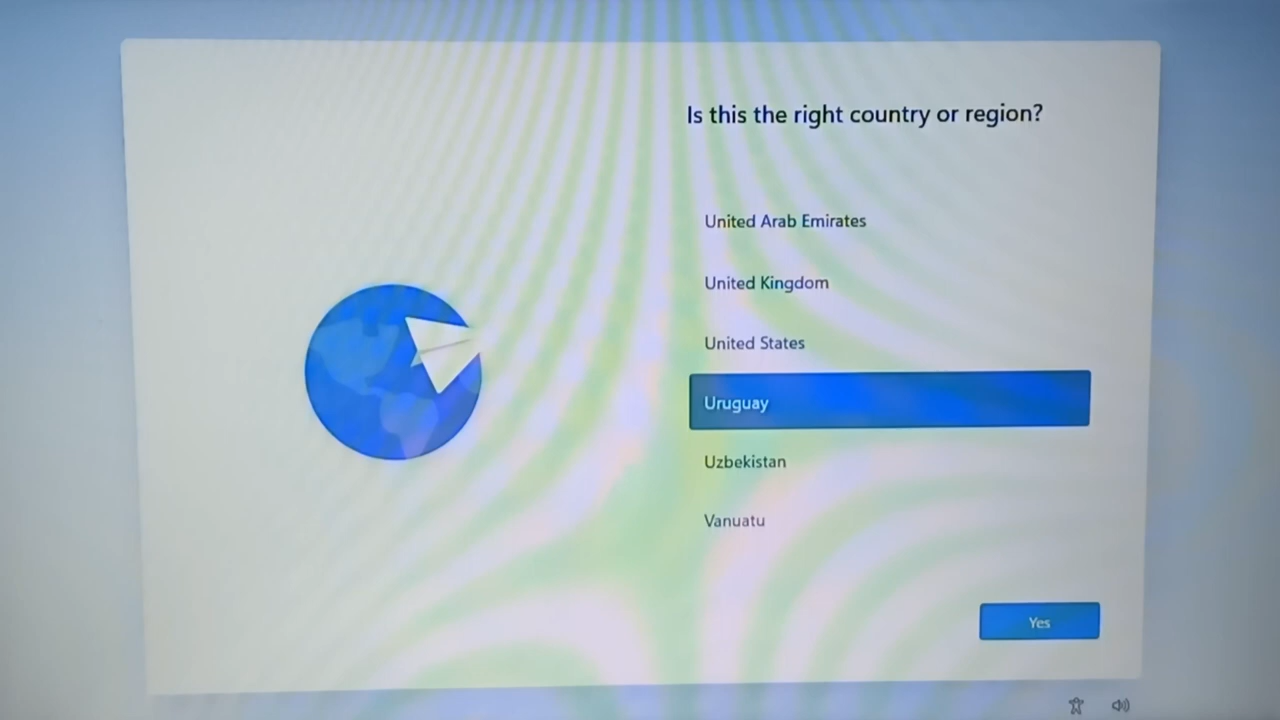 Is this the right country or region?
United Arab Emirates
United Kingdom
United States
Uruguay
Uzbekistan
Vanuatu
Yes